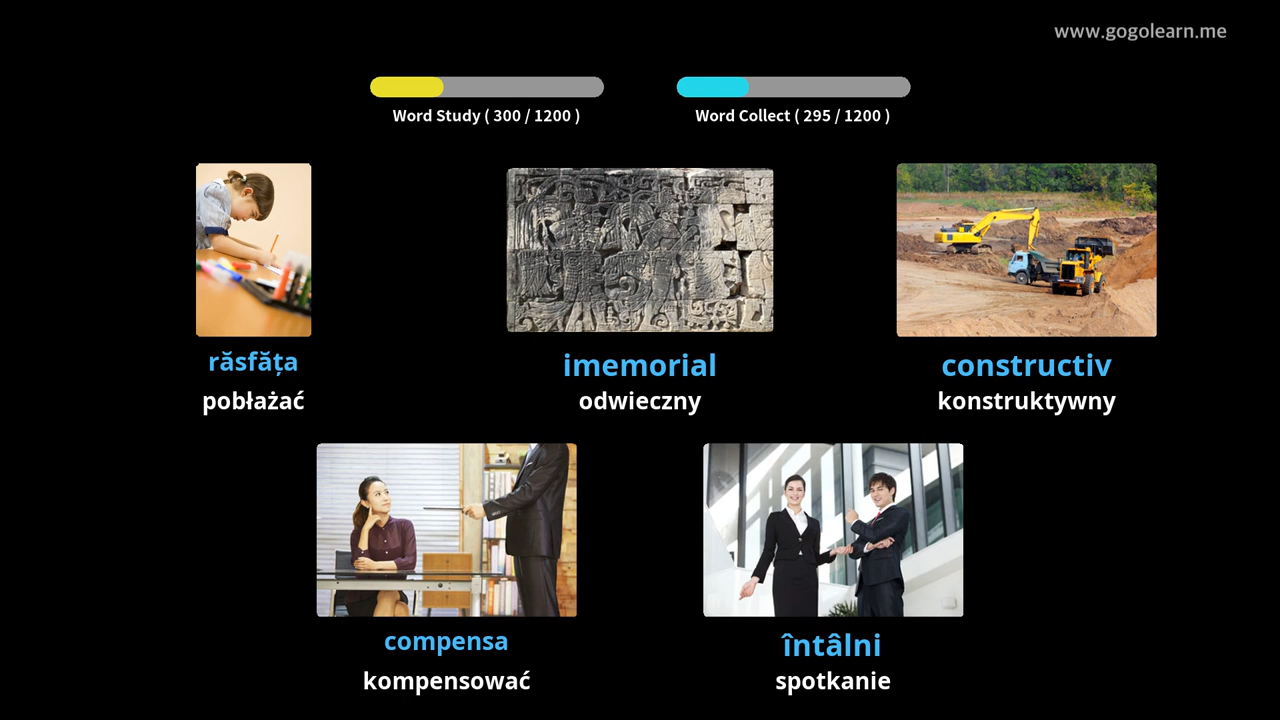 www.gogolearn.me
Word Study ( 300 / 1200 )
Word Collect ( 295 / 1200 )
răsfăța
pobłażać
imemorial
odwieczny
constructiv
konstruktywny
compensa
kompensować
întâlni
spotkanie